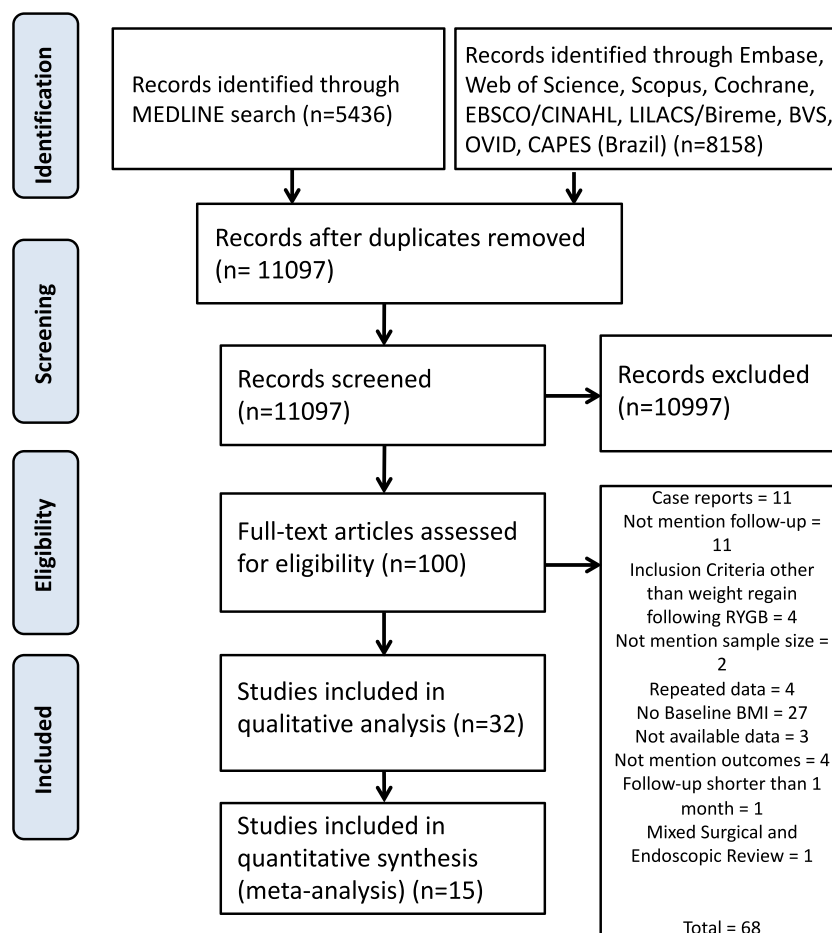 Identification
Records identified through
MEDLINE search (n=5436)
Records identified through Embase,
Web of Science, Scopus, Cochrane,
EBSCO/CINAHL, LILACS/Bireme, BVS,
OVID, CAPES (Brazil) (n=8158)
Records after duplicates removed
(n= 11097)
Screening
Records screened
(n=11097)
Records excluded
(n=10997)
Eligibility
Full-text articles assessed
for eligibility (n=100)
Case reports = 11
Not mention follow-up =
11
Inclusion Criteria other
than weight regain
following RYGB = 4
Not mention sample size =
2
Repeated data = 4
No Baseline BMI = 27
Not available data = 3
Not mention outcomes = 4
Follow-up shorter than 1
month = 1
Mixed Surgical and
Endoscopic Review = 1
Total = 68
Included
Studies included in
qualitative analysis (n=32)
Studies included in
quantitative synthesis
(meta-analysis) (n=15)